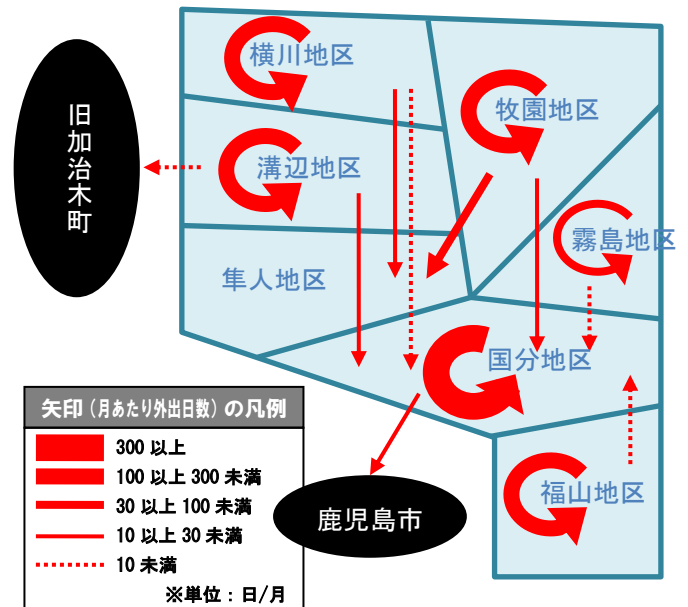 横川地区
牧園地区
旧加治木町
溝辺地区
霧島地区
隼人地区
国分地区
矢印（月あたり外出日数）の凡例
300 以上
100 以上 300 未満
30 以上 100 未満
10 以上 30 未満
10 未満
※単位：日/月
鹿児島市
福山地区